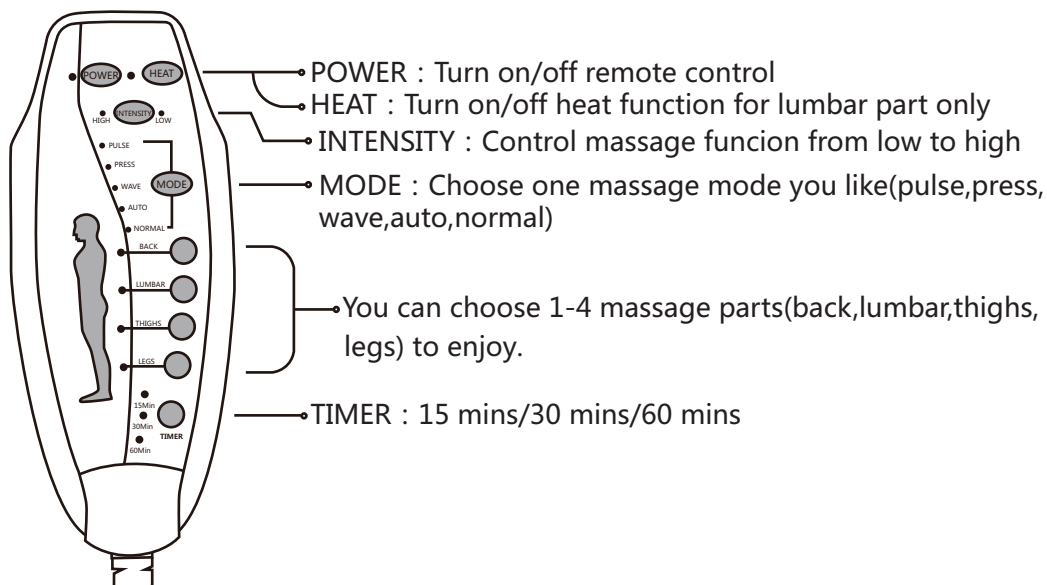 POWER
HEAT
INTENSITY
HIGH
LOW
PULSE
PRESS
WAVE
MODE
AUTO
NORMAL
BACK
LUMBAR
THIGHS
LEGS
15Min
30Min
TIMER
60Min
POWER：Turn on/off remote control
HEAT：Turn on/off heat function for lumbar part only
INTENSITY：Control massage funcion from low to high
MODE：Choose one massage mode you like(pulse,press,
wave,auto,normal)
You can choose 1-4 massage parts(back,lumbar,thighs,
legs) to enjoy.
TIMER：15 mins/30 mins/60 mins